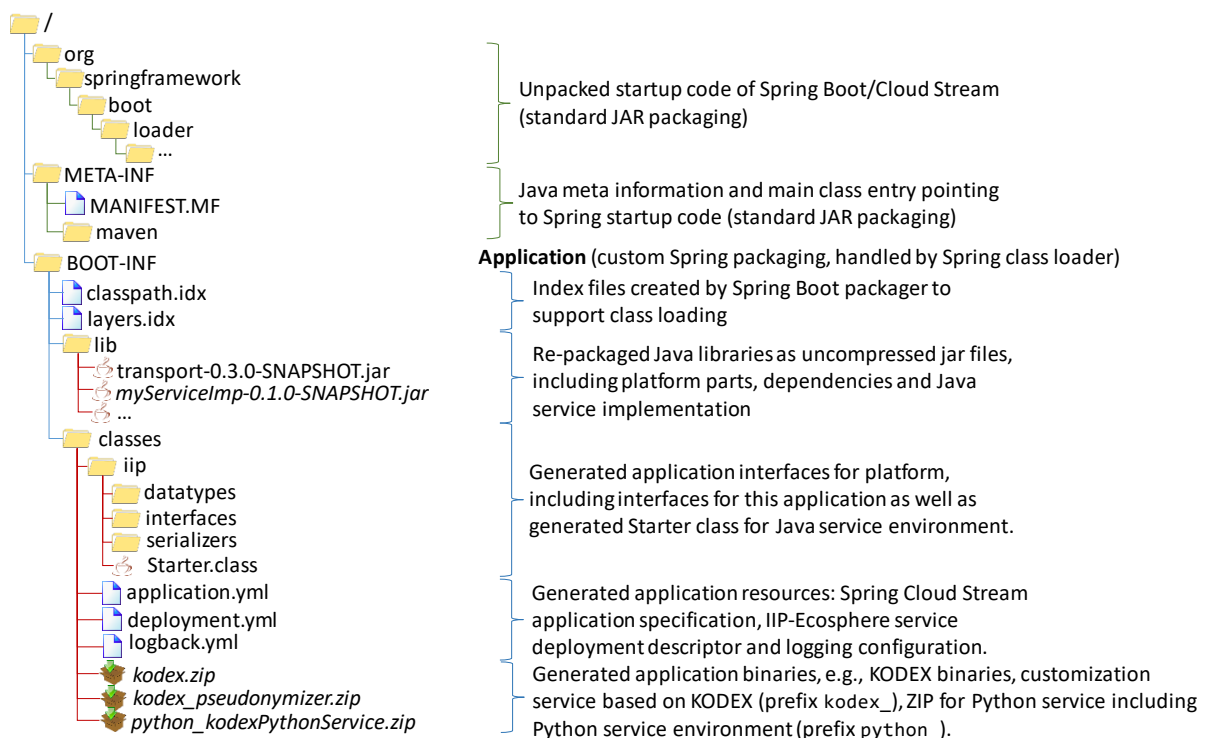 /
org
springframework
boot
loader
...
Unpacked startup code of Spring Boot/Cloud Stream
(standard JAR packaging)
META-INF
MANIFEST.MF
maven
Java meta information and main class entry pointing
to Spring startup code (standard JAR packaging)
BOOT-INF
Application (custom Spring packaging, handled by Spring class loader)
classpath.idx
layers.idx
Index files created by Spring Boot packager to
support class loading
lib
transport-0.3.0-SNAPSHOT.jar
myServiceImp-0.1.0-SNAPSHOT.jar
...
Re-packaged Java libraries as uncompressed jar files,
including platform parts, dependencies and Java
service implementation
classes
iip
datatypes
interfaces
serializers
Starter.class
Generated application interfaces for platform,
including interfaces for this application as well as
generated Starter class for Java service environment.
application.yml
deployment.yml
logback.yml
Generated application resources: Spring Cloud Stream
application specification, IIP-Ecosphere service
deployment descriptor and logging configuration.
kodex.zip
kodex_pseudonymizer.zip
python_kodexPythonService.zip
Generated application binaries, e.g., KODEX binaries, customization
service based on KODEX (prefix kodex_), ZIP for Python service including
Python service environment (prefix python_).